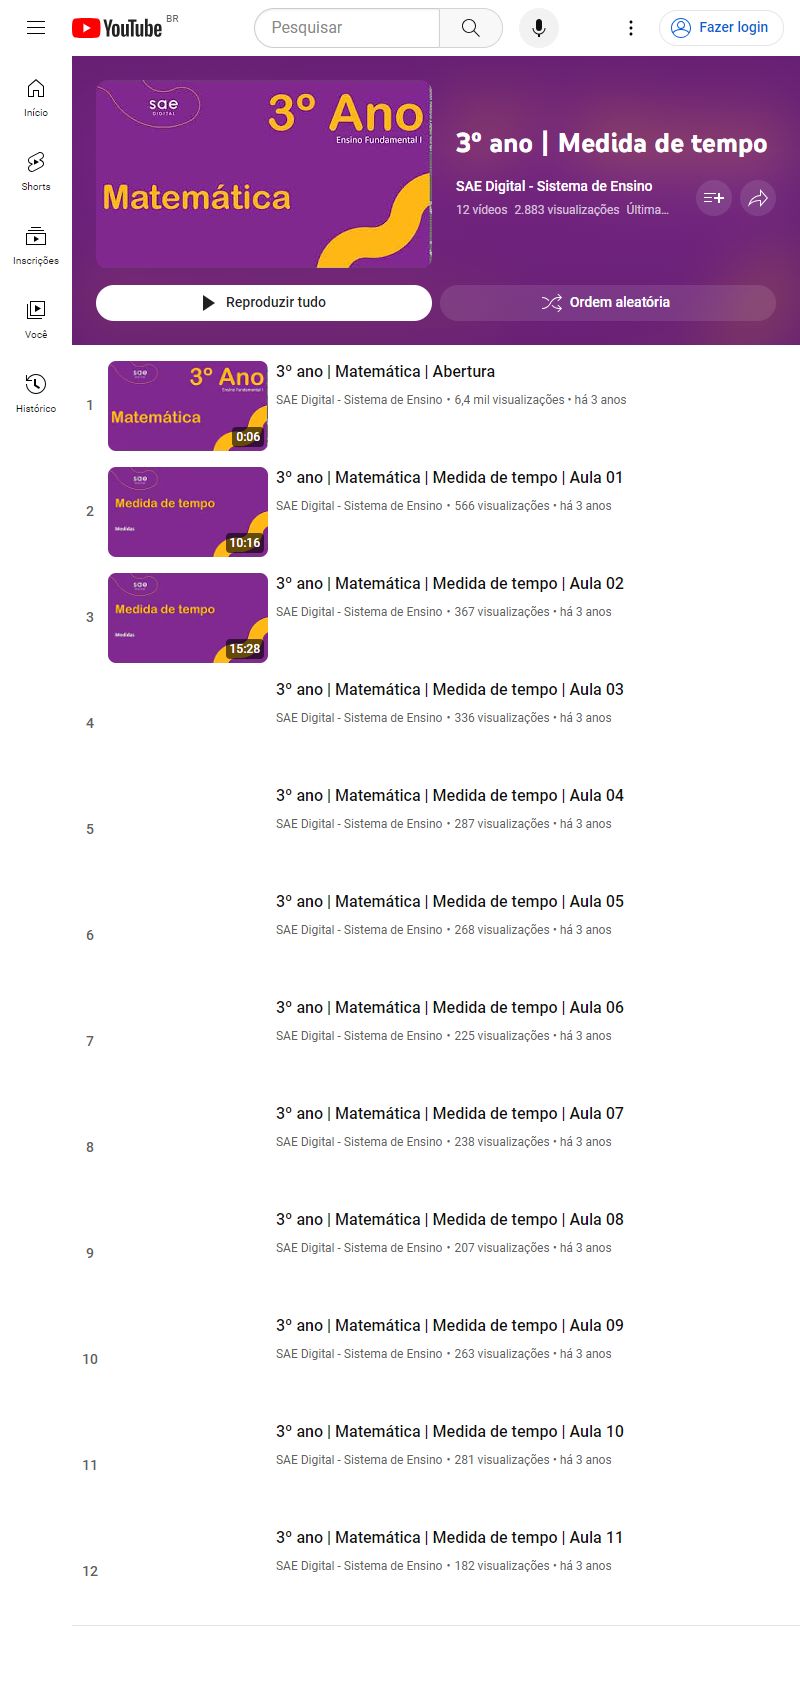 YouTube BR
Pesquisar
Fazer login
Início
Shorts
Inscrições
Você
Histórico
sae
DIGITAL
3º Ano
Ensino Fundamental I
Matemática
3º ano | Medida de tempo
SAE Digital - Sistema de Ensino
12 vídeos 2.883 visualizações Última...
Reproduzir tudo
Ordem aleatória
1
sae
3º Ano
Ensino Fundamental I
Matemática
0:06
3º ano | Matemática | Abertura
SAE Digital - Sistema de Ensino • 6,4 mil visualizações • há 3 anos
2
sae
Medida de tempo
Medidas
10:16
3º ano | Matemática | Medida de tempo | Aula 01
SAE Digital - Sistema de Ensino • 566 visualizações • há 3 anos
3
sae
Medida de tempo
Medidas
15:28
3º ano | Matemática | Medida de tempo | Aula 02
SAE Digital - Sistema de Ensino • 367 visualizações • há 3 anos
4
3º ano | Matemática | Medida de tempo | Aula 03
SAE Digital - Sistema de Ensino • 336 visualizações • há 3 anos
5
3º ano | Matemática | Medida de tempo | Aula 04
SAE Digital - Sistema de Ensino • 287 visualizações • há 3 anos
6
3º ano | Matemática | Medida de tempo | Aula 05
SAE Digital - Sistema de Ensino • 268 visualizações • há 3 anos
7
3º ano | Matemática | Medida de tempo | Aula 06
SAE Digital - Sistema de Ensino • 225 visualizações • há 3 anos
8
3º ano | Matemática | Medida de tempo | Aula 07
SAE Digital - Sistema de Ensino • 238 visualizações • há 3 anos
9
3º ano | Matemática | Medida de tempo | Aula 08
SAE Digital - Sistema de Ensino • 207 visualizações • há 3 anos
10
3º ano | Matemática | Medida de tempo | Aula 09
SAE Digital - Sistema de Ensino • 263 visualizações • há 3 anos
11
3º ano | Matemática | Medida de tempo | Aula 10
SAE Digital - Sistema de Ensino • 281 visualizações • há 3 anos
12
3º ano | Matemática | Medida de tempo | Aula 11
SAE Digital - Sistema de Ensino • 182 visualizações • há 3 anos